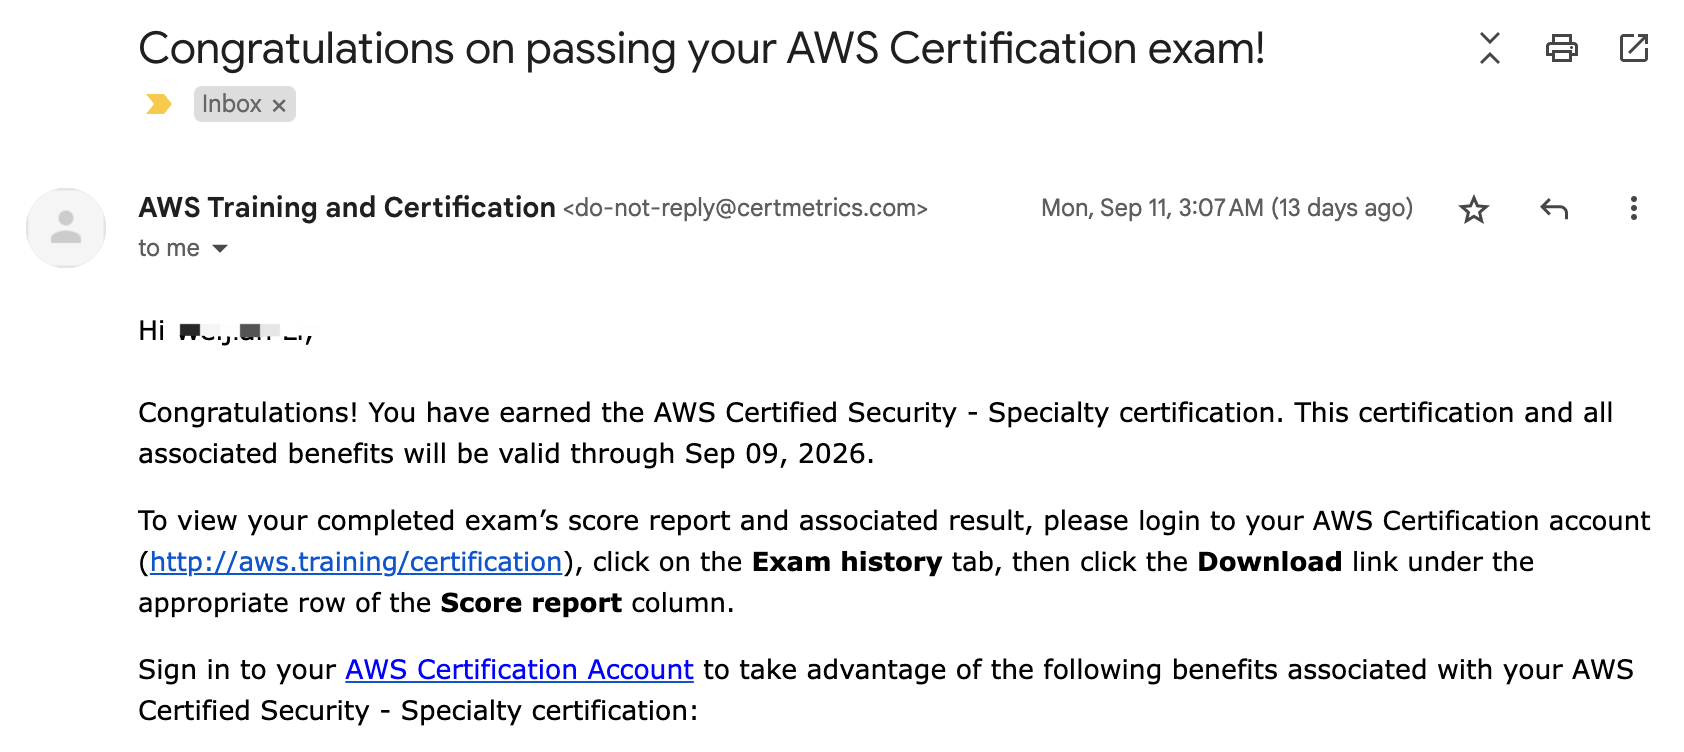 Congratulations on passing your AWS Certification exam!
Inbox ×
AWS Training and Certification <do-not-reply@certmetrics.com>
Mon, Sep 11, 3:07 AM (13 days ago)
to me
Hi
Congratulations! You have earned the AWS Certified Security - Specialty certification. This certification and all
associated benefits will be valid through Sep 09, 2026.
To view your completed exam’s score report and associated result, please login to your AWS Certification account
(http://aws.training/certification), click on the Exam history tab, then click the Download link under the
appropriate row of the Score report column.
Sign in to your AWS Certification Account to take advantage of the following benefits associated with your AWS
Certified Security - Specialty certification: